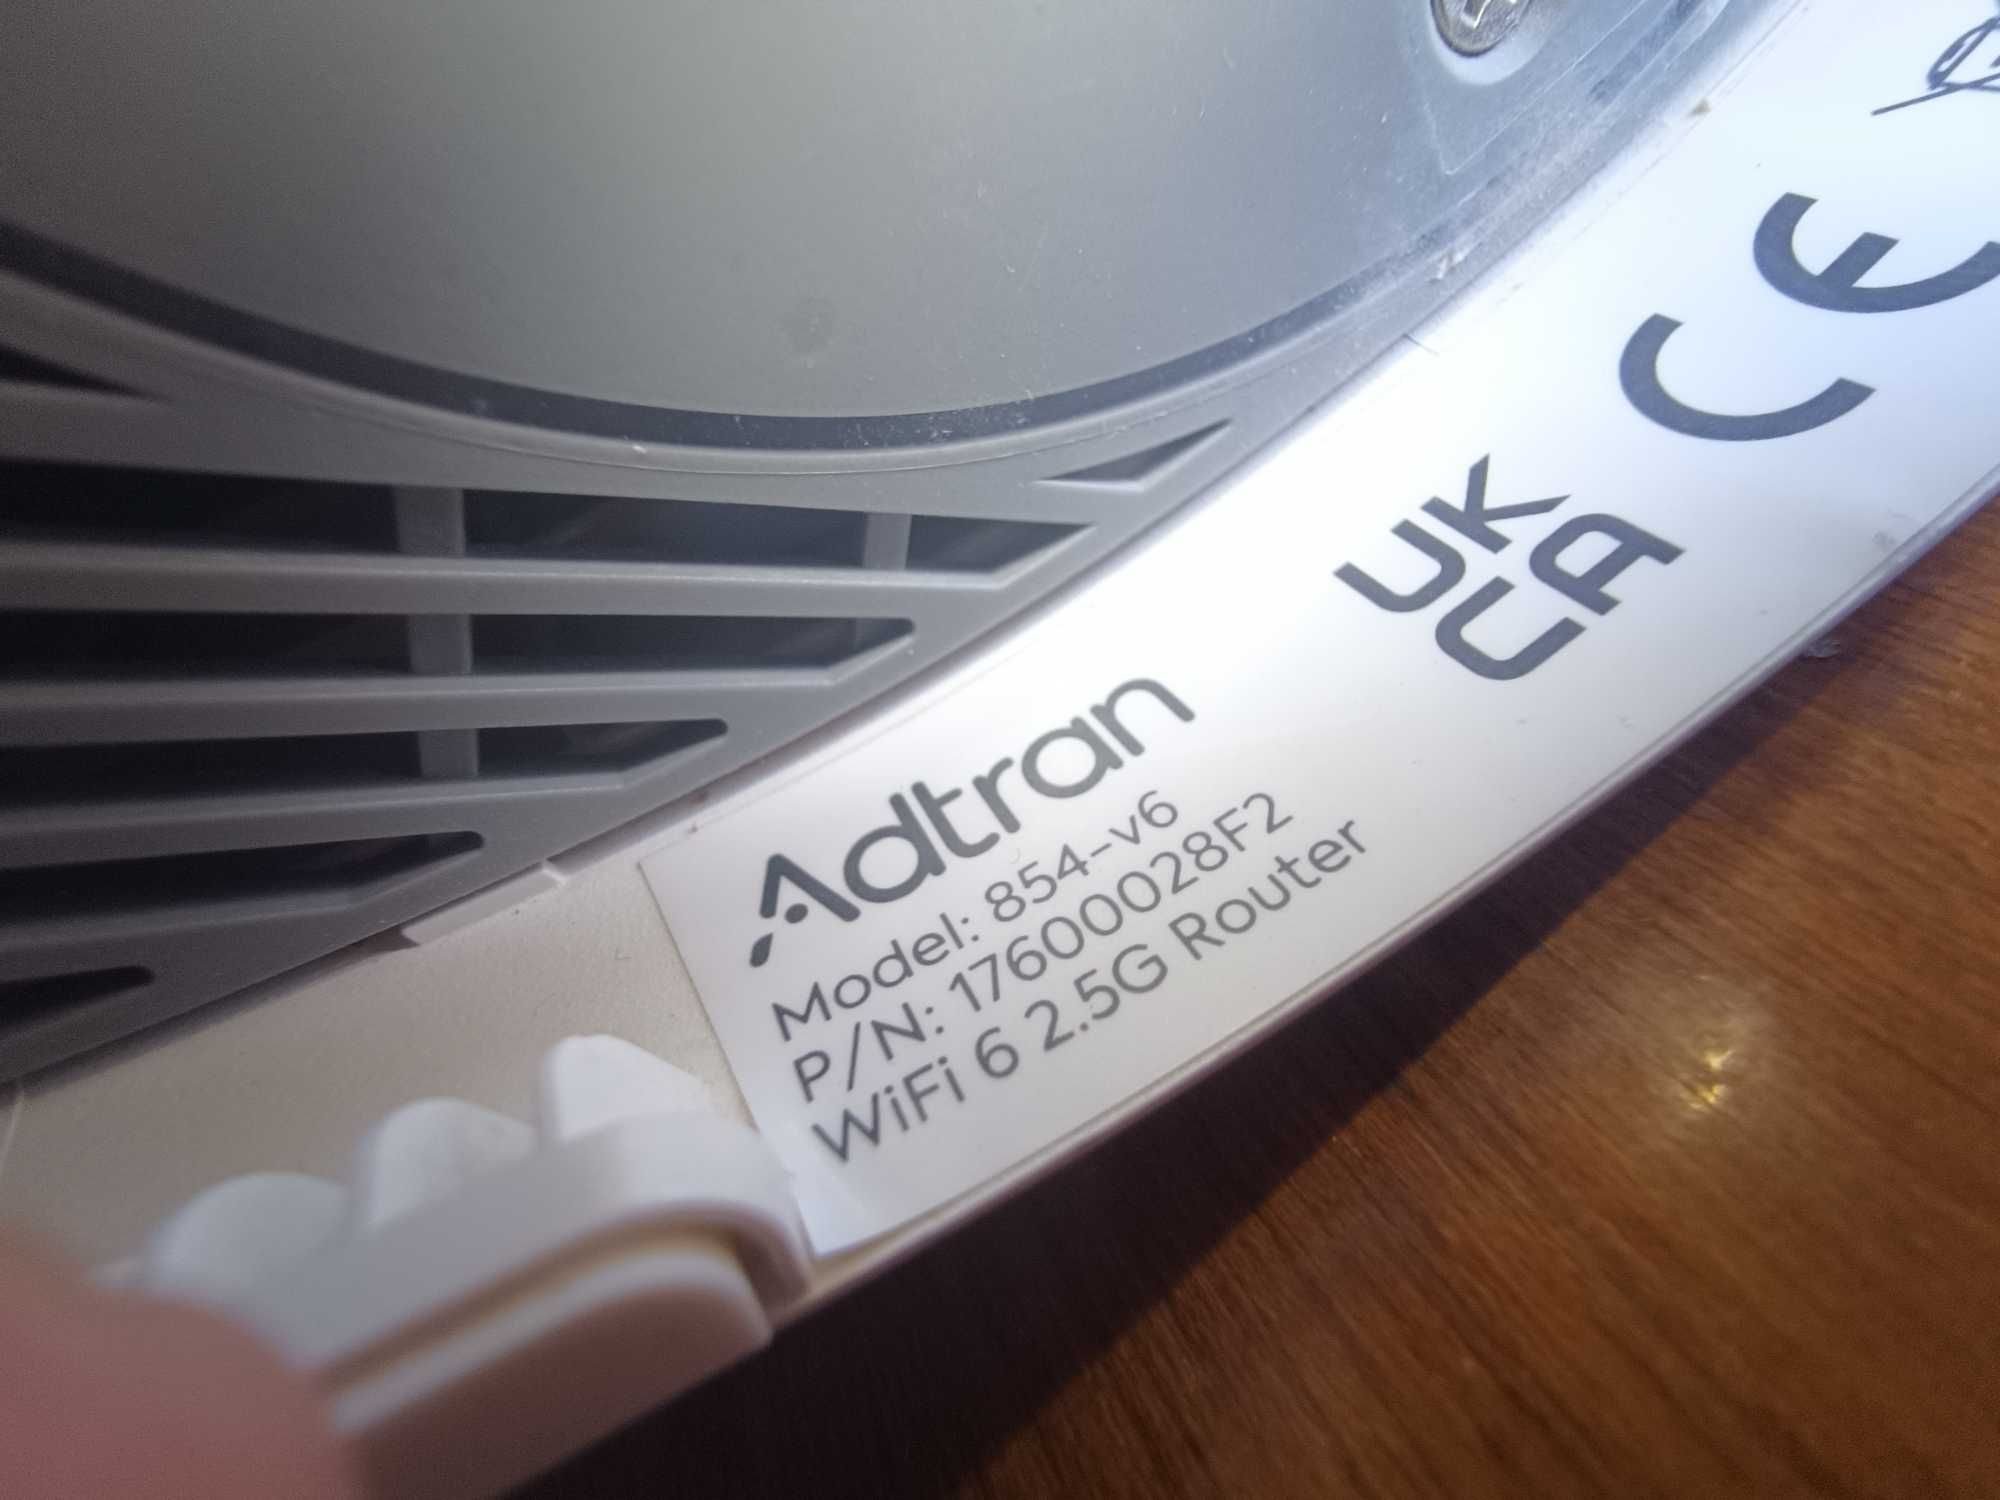 Adtran
Model: 854-v6
P/N: 17600028F2
WiFi 6 2.5G Router
UK
CA
CE